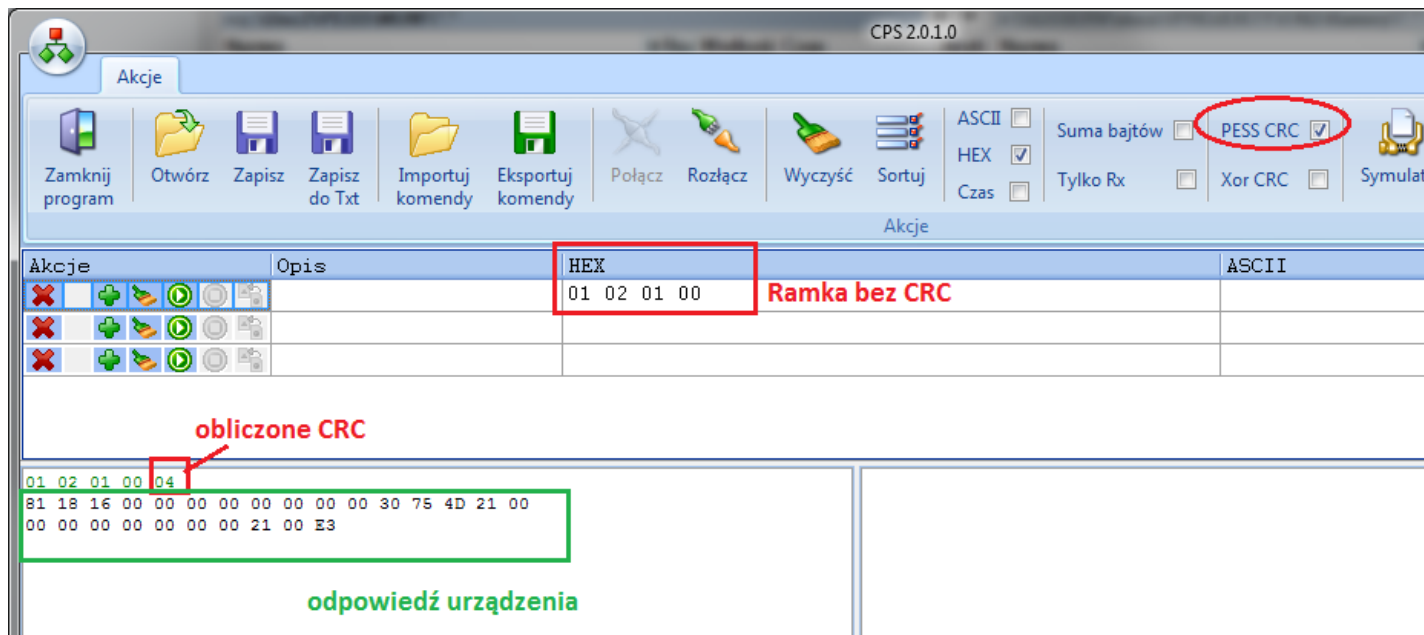 CPS 2.0.1.0
Akcje
Zamknij program
Otwórz
Zapisz
Zapisz do Txt
Importuj komendy
Eksportuj komendy
Połącz
Rozłącz
Wyczyść
Sortuj
ASCII
HEX
Czas
Suma bajtów
Tylko Rx
PESS CRC
Xor CRC
Akcje
Akcje Opis HEX ASCII
01 02 01 00 Ramka bez CRC
obliczone CRC
01 02 01 00 04
81 18 16 00 00 00 00 00 00 00 00 30 75 4D 21 00
00 00 00 00 00 00 00 21 00 E3
odpowiedź urządzenia